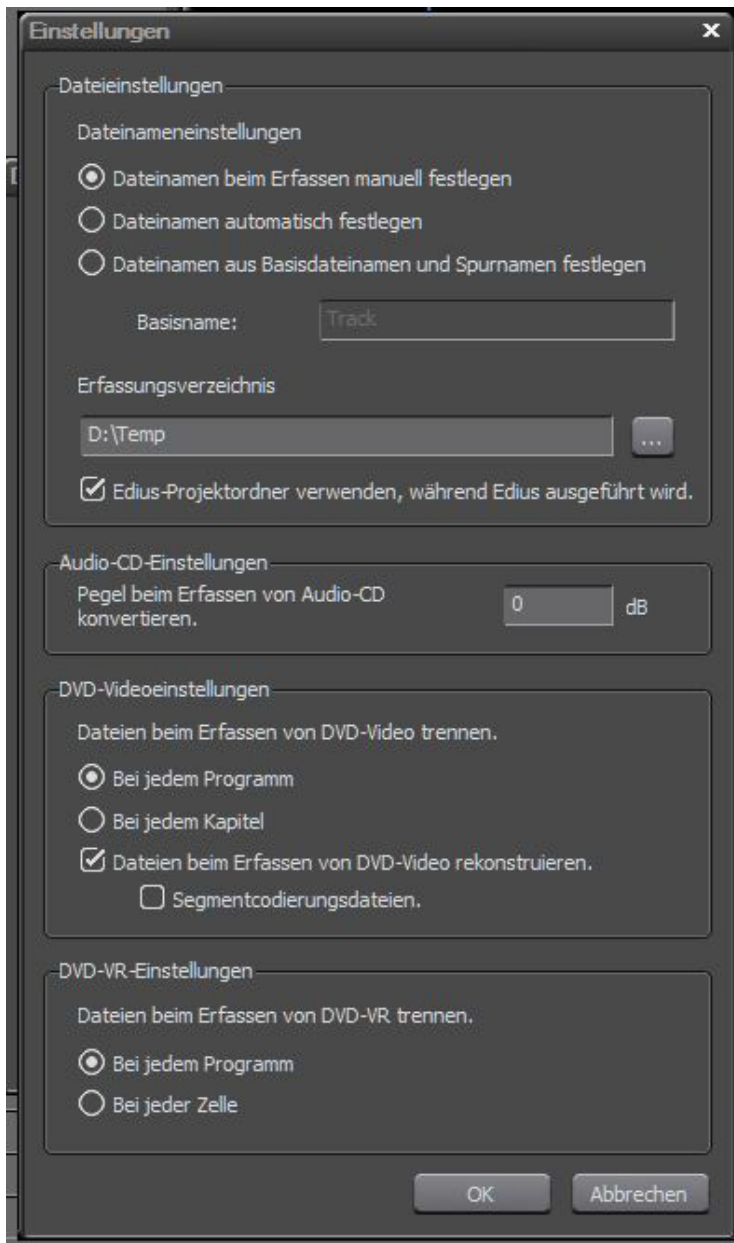 Einstellungen
Dateieinstellungen
Dateinameneinstellungen
Dateinamen beim Erfassen manuell festlegen
Dateinamen automatisch festlegen
Dateinamen aus Basisdateinamen und Spurnamen festlegen
Basisname: Track
Erfassungsverzeichnis
D:\Temp ...
Edius-Projektordner verwenden, während Edius ausgeführt wird.
Audio-CD-Einstellungen
Pegel beim Erfassen von Audio-CD
konvertieren. 0 dB
DVD-Videoeinstellungen
Dateien beim Erfassen von DVD-Video trennen.
Bei jedem Programm
Bei jedem Kapitel
Dateien beim Erfassen von DVD-Video rekonstruieren.
Segmentcodierungsdateien.
DVD-VR-Einstellungen
Dateien beim Erfassen von DVD-VR trennen.
Bei jedem Programm
Bei jeder Zelle
OK Abbrechen